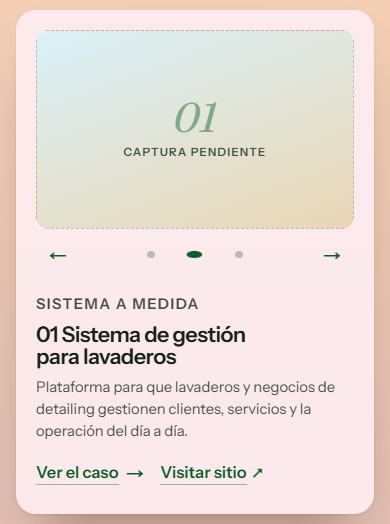 01
CAPTURA PENDIENTE
← →
SISTEMA A MEDIDA
01 Sistema de gestión
para lavaderos
Plataforma para que lavaderos y negocios de
detailing gestionen clientes, servicios y la
operación del día a día.
Ver el caso → Visitar sitio ↗